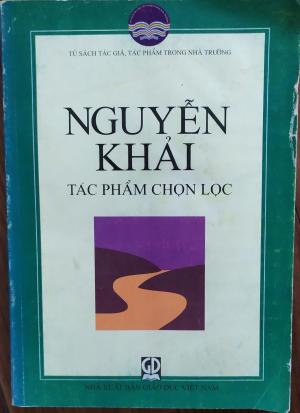 TỦ SÁCH TÁC GIẢ, TÁC PHẨM TRONG NHÀ TRƯỜNG
NGUYỄN
KHẢI
TÁC PHẨM CHỌN LỌC
NHÀ XUẤT BẢN GIÁO DỤC VIỆT NAM